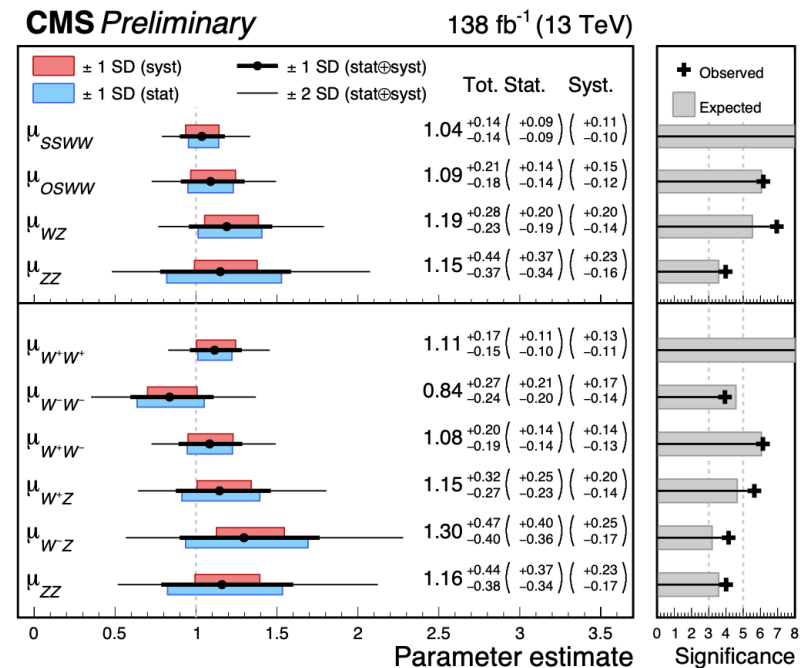 CMS Preliminary 138 fb⁻¹ (13 TeV)
± 1 SD (syst) ± 1 SD (stat⊕syst)
± 1 SD (stat) ± 2 SD (stat⊕syst)
Tot. Stat. Syst.
Observed
Expected
μ_SSWW 1.04 +0.14 −0.14 ( +0.09 −0.09 ) ( +0.11 −0.10 )
μ_OSWW 1.09 +0.21 −0.18 ( +0.14 −0.14 ) ( +0.15 −0.12 )
μ_WZ 1.19 +0.28 −0.23 ( +0.20 −0.19 ) ( +0.20 −0.14 )
μ_ZZ 1.15 +0.44 −0.37 ( +0.37 −0.34 ) ( +0.23 −0.16 )
μ_W⁺W⁺ 1.11 +0.17 −0.15 ( +0.11 −0.10 ) ( +0.13 −0.11 )
μ_W⁻W⁻ 0.84 +0.27 −0.24 ( +0.21 −0.20 ) ( +0.17 −0.14 )
μ_W⁺W⁻ 1.08 +0.20 −0.19 ( +0.14 −0.14 ) ( +0.14 −0.13 )
μ_W⁺Z 1.15 +0.32 −0.27 ( +0.25 −0.23 ) ( +0.20 −0.14 )
μ_W⁻Z 1.30 +0.47 −0.40 ( +0.40 −0.36 ) ( +0.25 −0.17 )
μ_ZZ 1.16 +0.44 −0.38 ( +0.37 −0.34 ) ( +0.23 −0.17 )
0 0.5 1 1.5 2 2.5 3 3.5
0 1 2 3 4 5 6 7 8
Parameter estimate
Significance